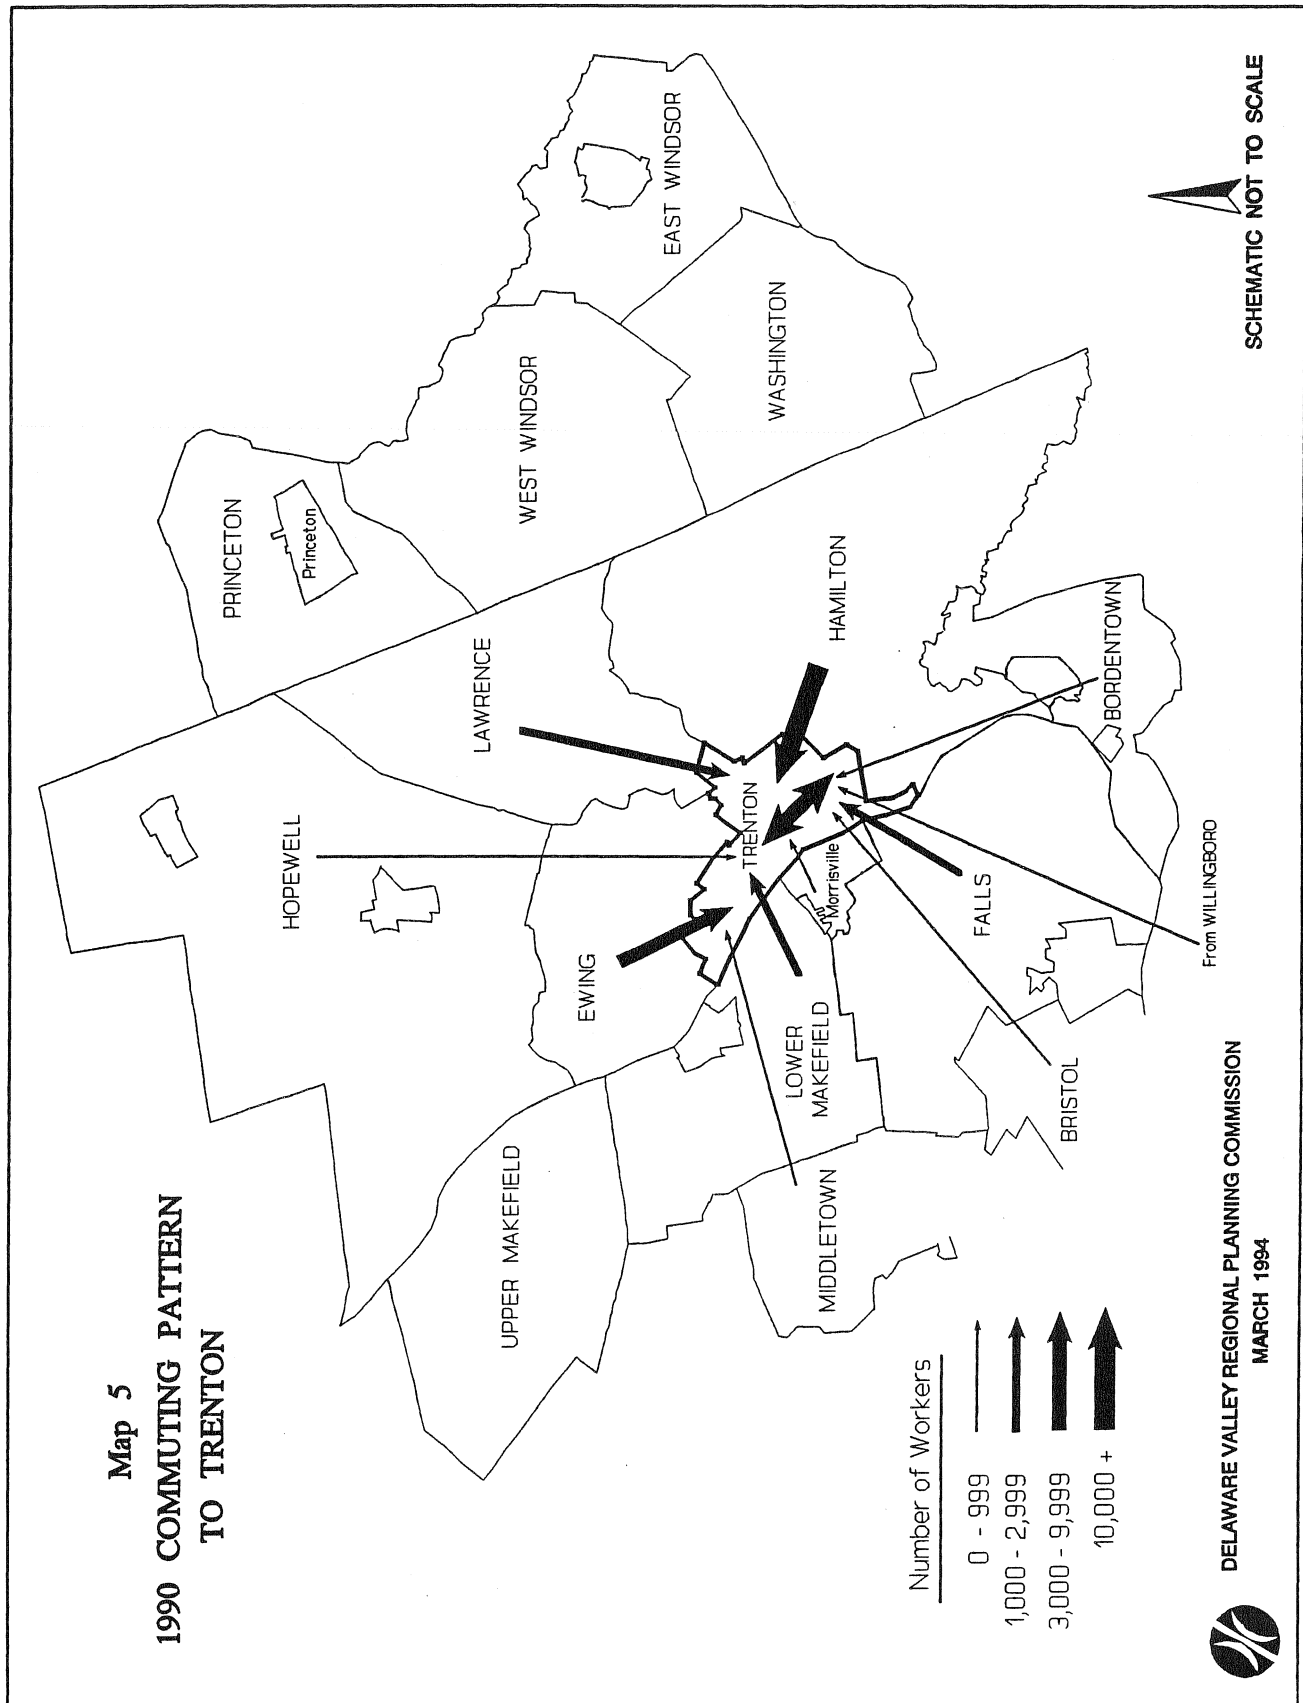 Map 5
1990 COMMUTING PATTERN
TO TRENTON
HOPEWELL
PRINCETON
Princeton
LAWRENCE
WEST WINDSOR
EAST WINDSOR
WASHINGTON
EWING
UPPER MAKEFIELD
TRENTON
HAMILTON
Morrisville
LOWER
MAKEFIELD
MIDDLETOWN
FALLS
BRISTOL
BORDENTOWN
From WILLINGBORO
Number of Workers
0 - 999
1,000 - 2,999
3,000 - 9,999
10,000 +
DELAWARE VALLEY REGIONAL PLANNING COMMISSION
MARCH 1994
SCHEMATIC NOT TO SCALE